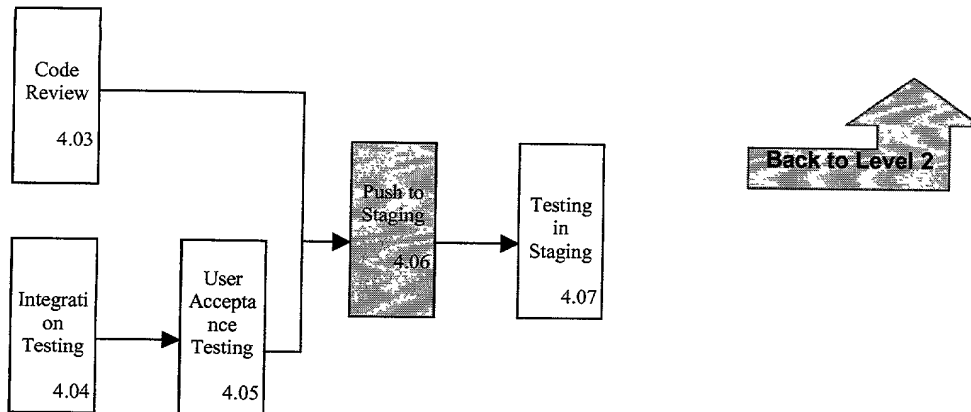 Code
Review
4.03
Back to Level 2
Push to
Staging
4.06
Testing
in
Staging
4.07
Integrati
on
Testing
4.04
User
Accepta
nce
Testing
4.05